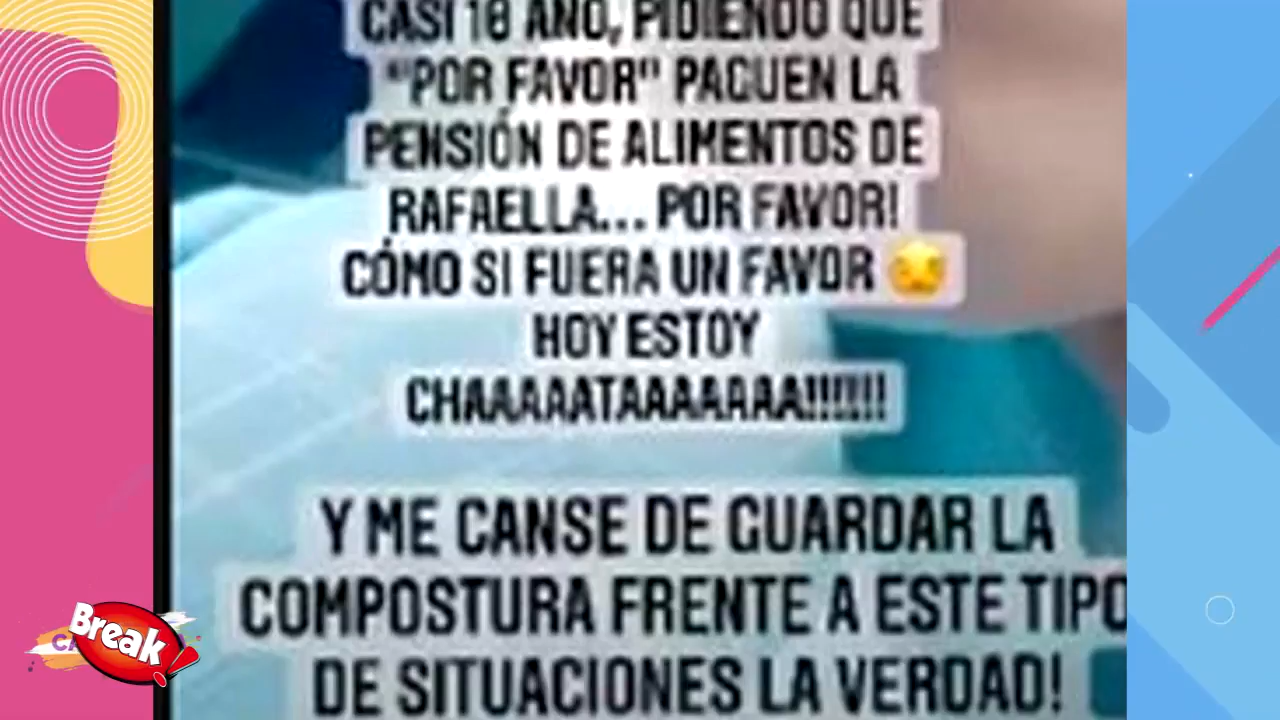 CASI 18 AÑO, PIDIENDO QUE
"POR FAVOR" PAGUEN LA
PENSIÓN DE ALIMENTOS DE
RAFAELLA... POR FAVOR!
CÓMO SI FUERA UN FAVOR 😔
HOY ESTOY
CHAAAAATAAAAAAA!!!!!!!
Y ME CANSE DE GUARDAR LA
COMPOSTURA FRENTE A ESTE TIPO
DE SITUACIONES LA VERDAD!
Break!